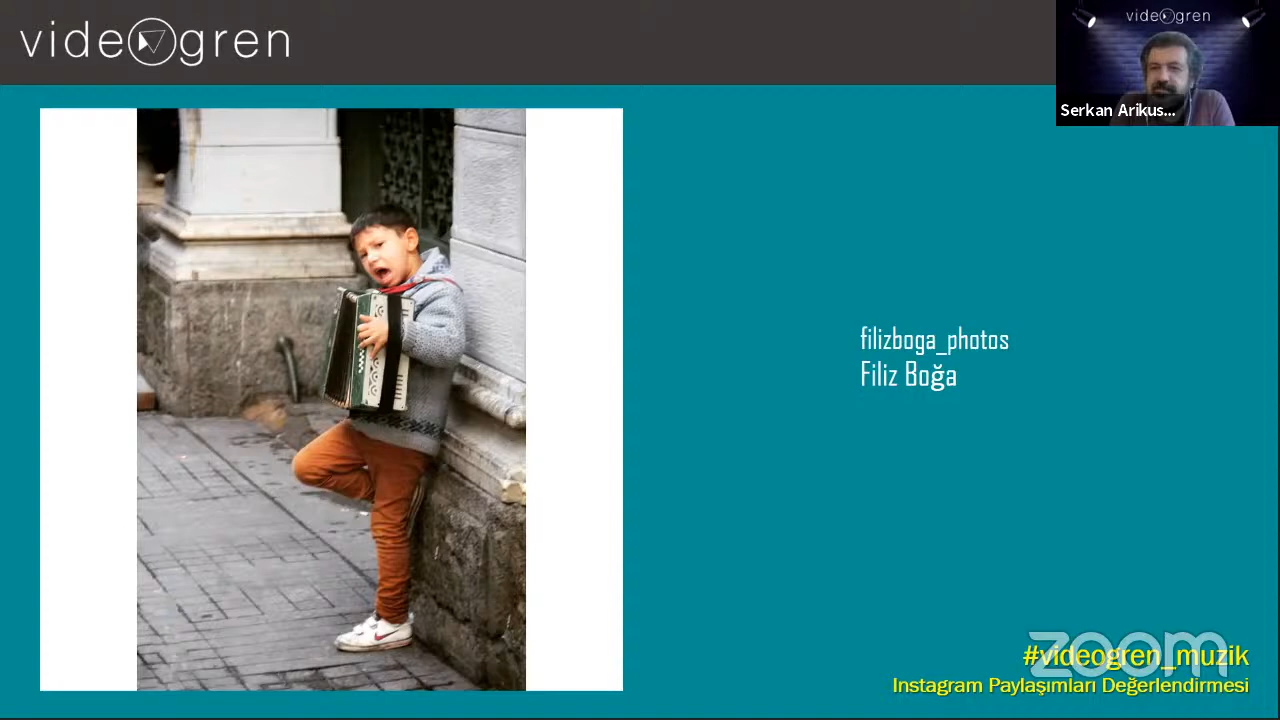 videogren
videogren
Serkan Arikus...
filizboga_photos
Filiz Boğa
zoom
#videogren_muzik
Instagram Paylaşımları Değerlendirmesi